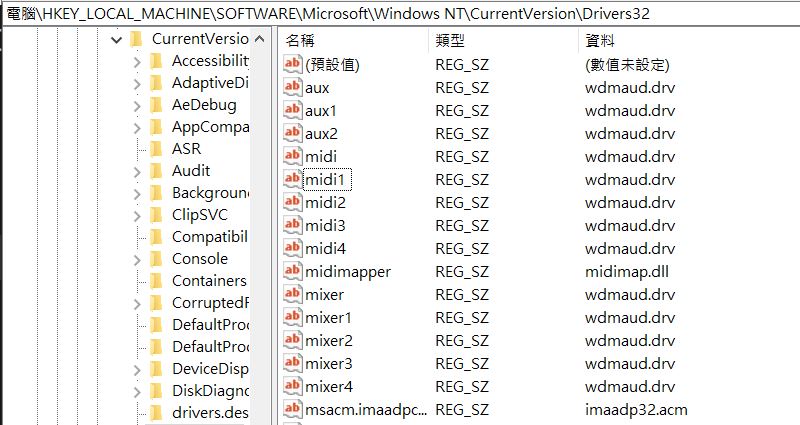 電腦\HKEY_LOCAL_MACHINE\SOFTWARE\Microsoft\Windows NT\CurrentVersion\Drivers32
CurrentVersio
Accessibility
AdaptiveDi
AeDebug
AppCompa
ASR
Audit
Background
ClipSVC
Compatibil
Console
Containers
CorruptedF
DefaultProd
DefaultProd
DeviceDisp
DiskDiagno
drivers.des
名稱 類型 資料
(預設值) REG_SZ (數值未設定)
aux REG_SZ wdmaud.drv
aux1 REG_SZ wdmaud.drv
aux2 REG_SZ wdmaud.drv
midi REG_SZ wdmaud.drv
midi1 REG_SZ wdmaud.drv
midi2 REG_SZ wdmaud.drv
midi3 REG_SZ wdmaud.drv
midi4 REG_SZ wdmaud.drv
midimapper REG_SZ midimap.dll
mixer REG_SZ wdmaud.drv
mixer1 REG_SZ wdmaud.drv
mixer2 REG_SZ wdmaud.drv
mixer3 REG_SZ wdmaud.drv
mixer4 REG_SZ wdmaud.drv
msacm.imaadpc... REG_SZ imaadp32.acm